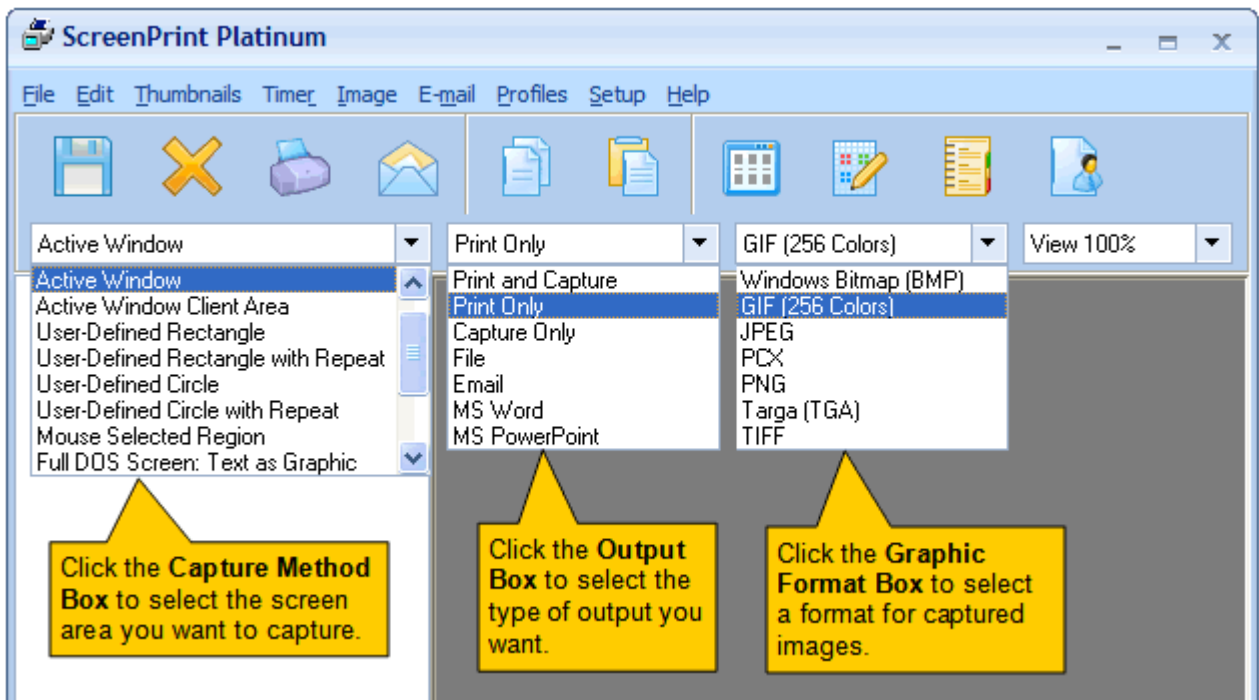 ScreenPrint Platinum
File Edit Thumbnails Timer Image E-mail Profiles Setup Help
Active Window
Print Only
GIF (256 Colors)
View 100%
Active Window
Active Window Client Area
User-Defined Rectangle
User-Defined Rectangle with Repeat
User-Defined Circle
User-Defined Circle with Repeat
Mouse Selected Region
Full DOS Screen: Text as Graphic
Print and Capture
Print Only
Capture Only
File
Email
MS Word
MS PowerPoint
Windows Bitmap (BMP)
GIF (256 Colors)
JPEG
PCX
PNG
Targa (TGA)
TIFF
Click the Capture Method
Box to select the screen
area you want to capture.
Click the Output
Box to select the
type of output you
want.
Click the Graphic
Format Box to select
a format for captured
images.